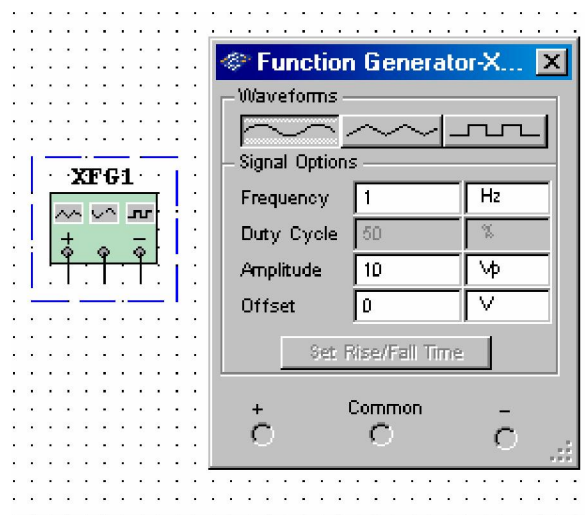 XFG1
+ −
Function Generator-X...
Waveforms
Signal Options
Frequency 1 Hz
Duty Cycle 50 %
Amplitude 10 Vp
Offset 0 V
Set Rise/Fall Time
+ Common −